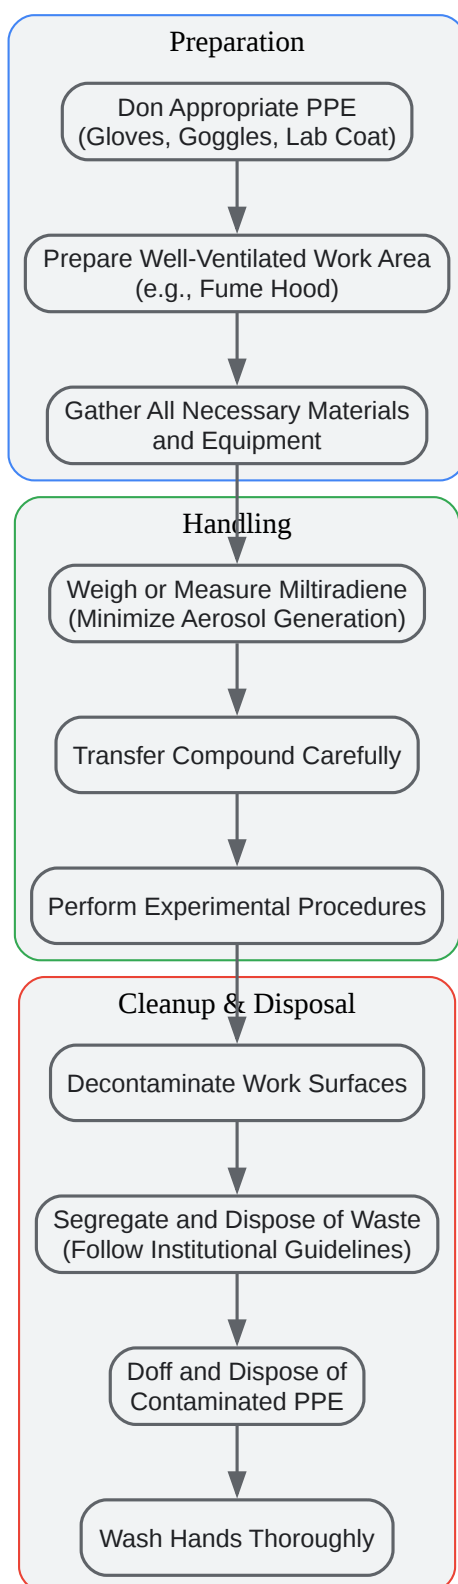 Preparation
Don Appropriate PPE
(Gloves, Goggles, Lab Coat)
Prepare Well-Ventilated Work Area
(e.g., Fume Hood)
Gather All Necessary Materials
and Equipment
Handling
Weigh or Measure Miltiradiene
(Minimize Aerosol Generation)
Transfer Compound Carefully
Perform Experimental Procedures
Cleanup & Disposal
Decontaminate Work Surfaces
Segregate and Dispose of Waste
(Follow Institutional Guidelines)
Doff and Dispose of
Contaminated PPE
Wash Hands Thoroughly